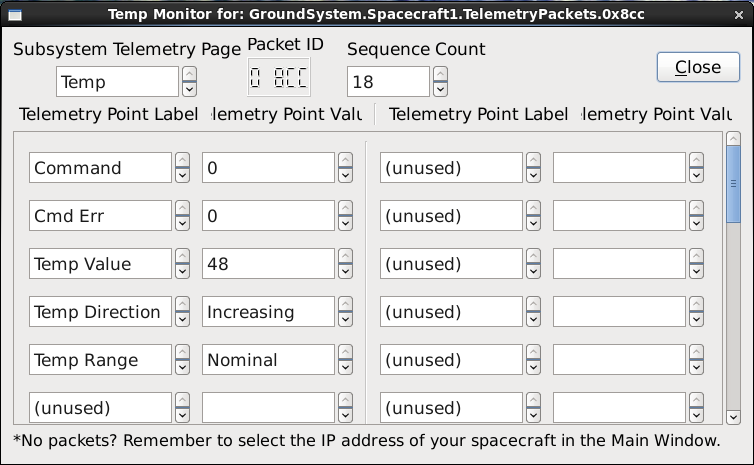 Temp Monitor for: GroundSystem.Spacecraft1.TelemetryPackets.0x8cc
Subsystem Telemetry Page Packet ID Sequence Count
Temp 0 8CC 18 Close
Telemetry Point Label lemetry Point Valu Telemetry Point Label lemetry Point Valu
Command 0 (unused)
Cmd Err 0 (unused)
Temp Value 48 (unused)
Temp Direction Increasing (unused)
Temp Range Nominal (unused)
(unused) (unused)
*No packets? Remember to select the IP address of your spacecraft in the Main Window.